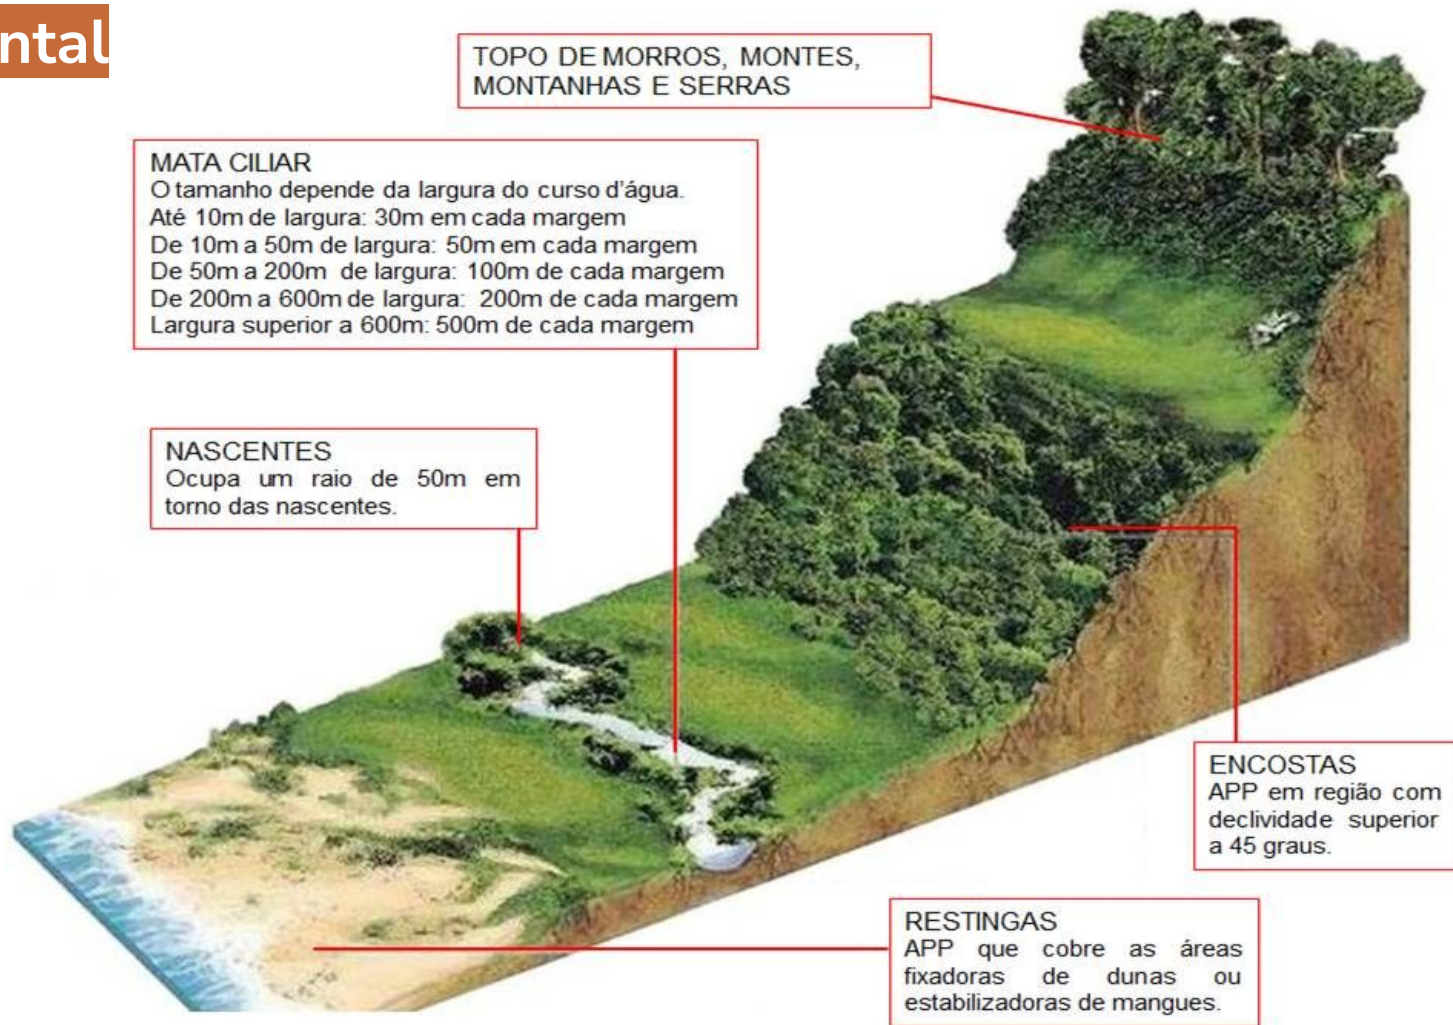 ntal
TOPO DE MORROS, MONTES,
MONTANHAS E SERRAS
MATA CILIAR
O tamanho depende da largura do curso d'água.
Até 10m de largura: 30m em cada margem
De 10m a 50m de largura: 50m em cada margem
De 50m a 200m de largura: 100m de cada margem
De 200m a 600m de largura: 200m de cada margem
Largura superior a 600m: 500m de cada margem
NASCENTES
Ocupa um raio de 50m em
torno das nascentes.
ENCOSTAS
APP em região com
declividade superior
a 45 graus.
RESTINGAS
APP que cobre as áreas
fixadoras de dunas ou
estabilizadoras de mangues.